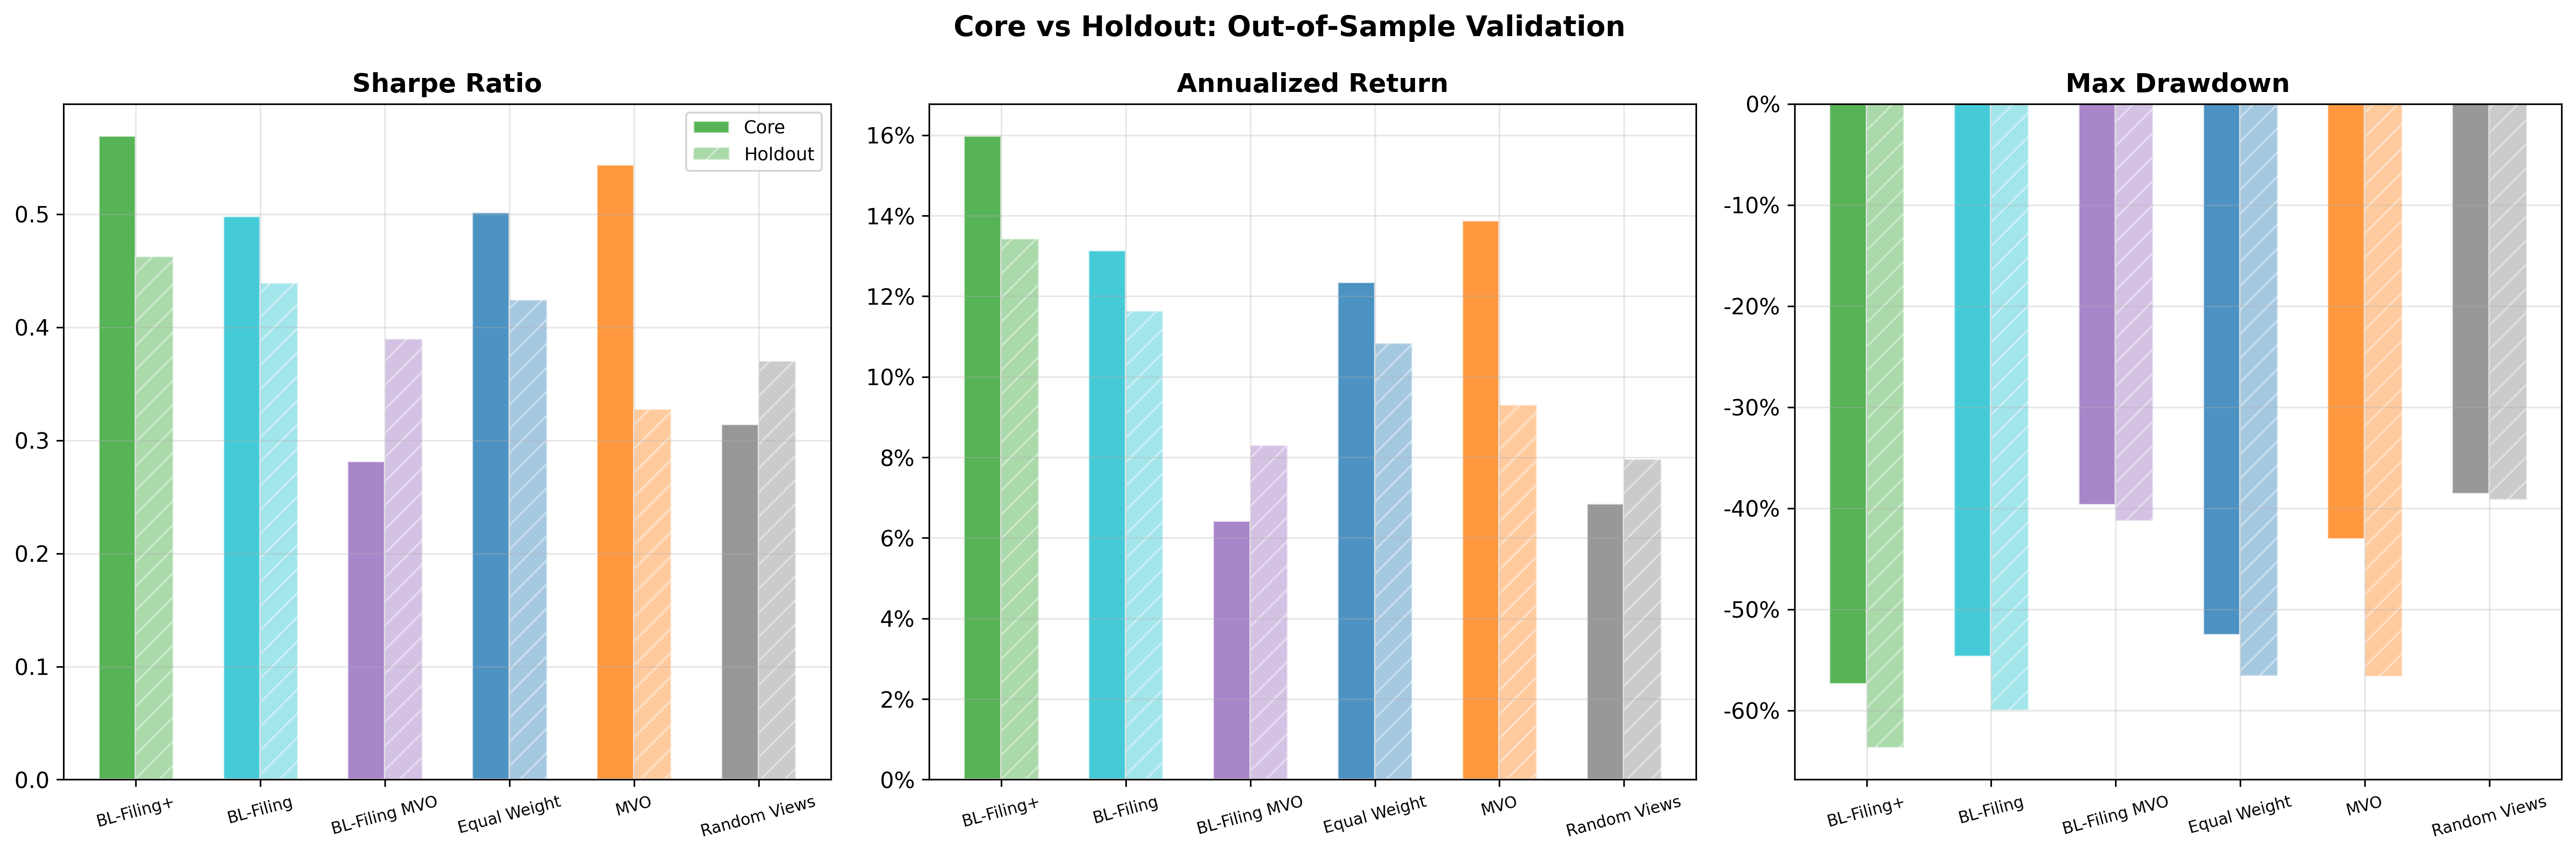 Core vs Holdout: Out-of-Sample Validation
Sharpe Ratio
0.5
0.4
0.3
0.2
0.1
0.0
Core
Holdout
BL-Filing+
BL-Filing
BL-Filing MVO
Equal Weight
MVO
Random Views
Annualized Return
16%
14%
12%
10%
8%
6%
4%
2%
0%
BL-Filing+
BL-Filing
BL-Filing MVO
Equal Weight
MVO
Random Views
Max Drawdown
0%
-10%
-20%
-30%
-40%
-50%
-60%
BL-Filing+
BL-Filing
BL-Filing MVO
Equal Weight
MVO
Random Views